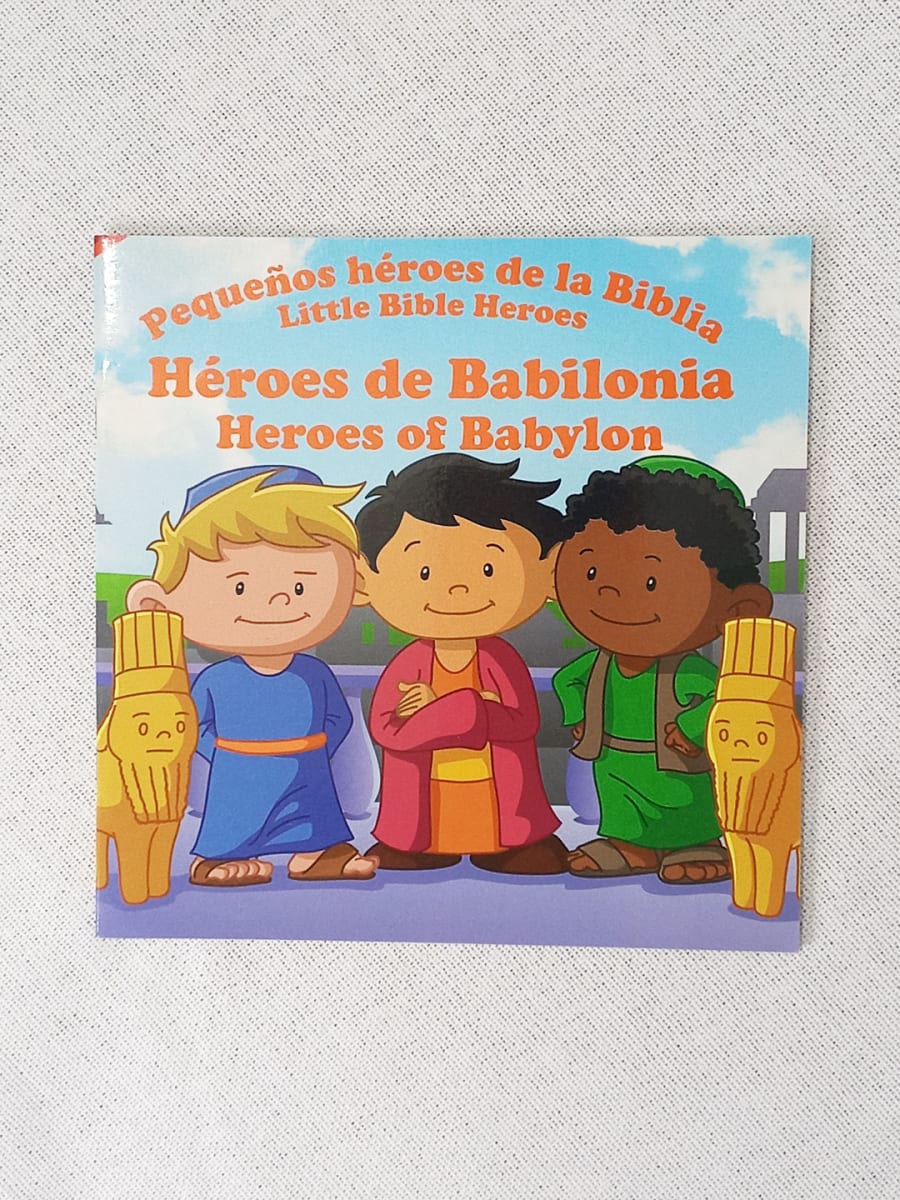 Pequeños héroes de la Biblia
Little Bible Heroes
Héroes de Babilonia
Heroes of Babylon